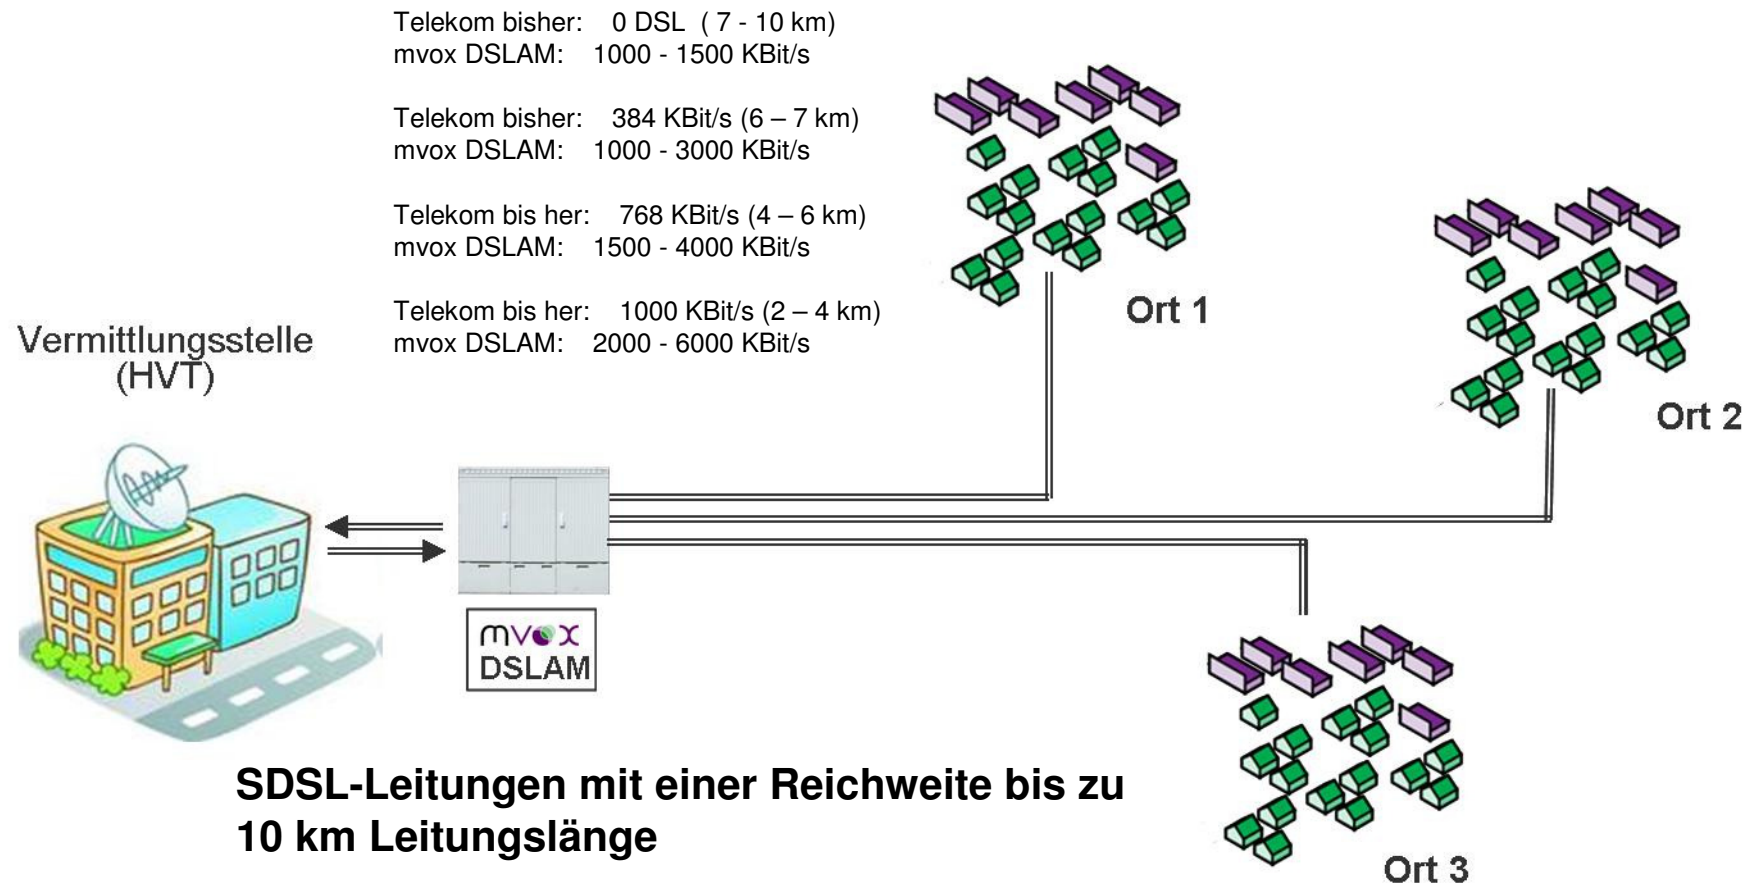 Telekom bisher: 0 DSL ( 7 - 10 km)
mvox DSLAM: 1000 - 1500 KBit/s
Telekom bisher: 384 KBit/s (6 – 7 km)
mvox DSLAM: 1000 - 3000 KBit/s
Telekom bis her: 768 KBit/s (4 – 6 km)
mvox DSLAM: 1500 - 4000 KBit/s
Telekom bis her: 1000 KBit/s (2 – 4 km)
mvox DSLAM: 2000 - 6000 KBit/s
Ort 1
Vermittlungsstelle
(HVT)
Ort 2
mvox
DSLAM
SDSL-Leitungen mit einer Reichweite bis zu
10 km Leitungslänge
Ort 3